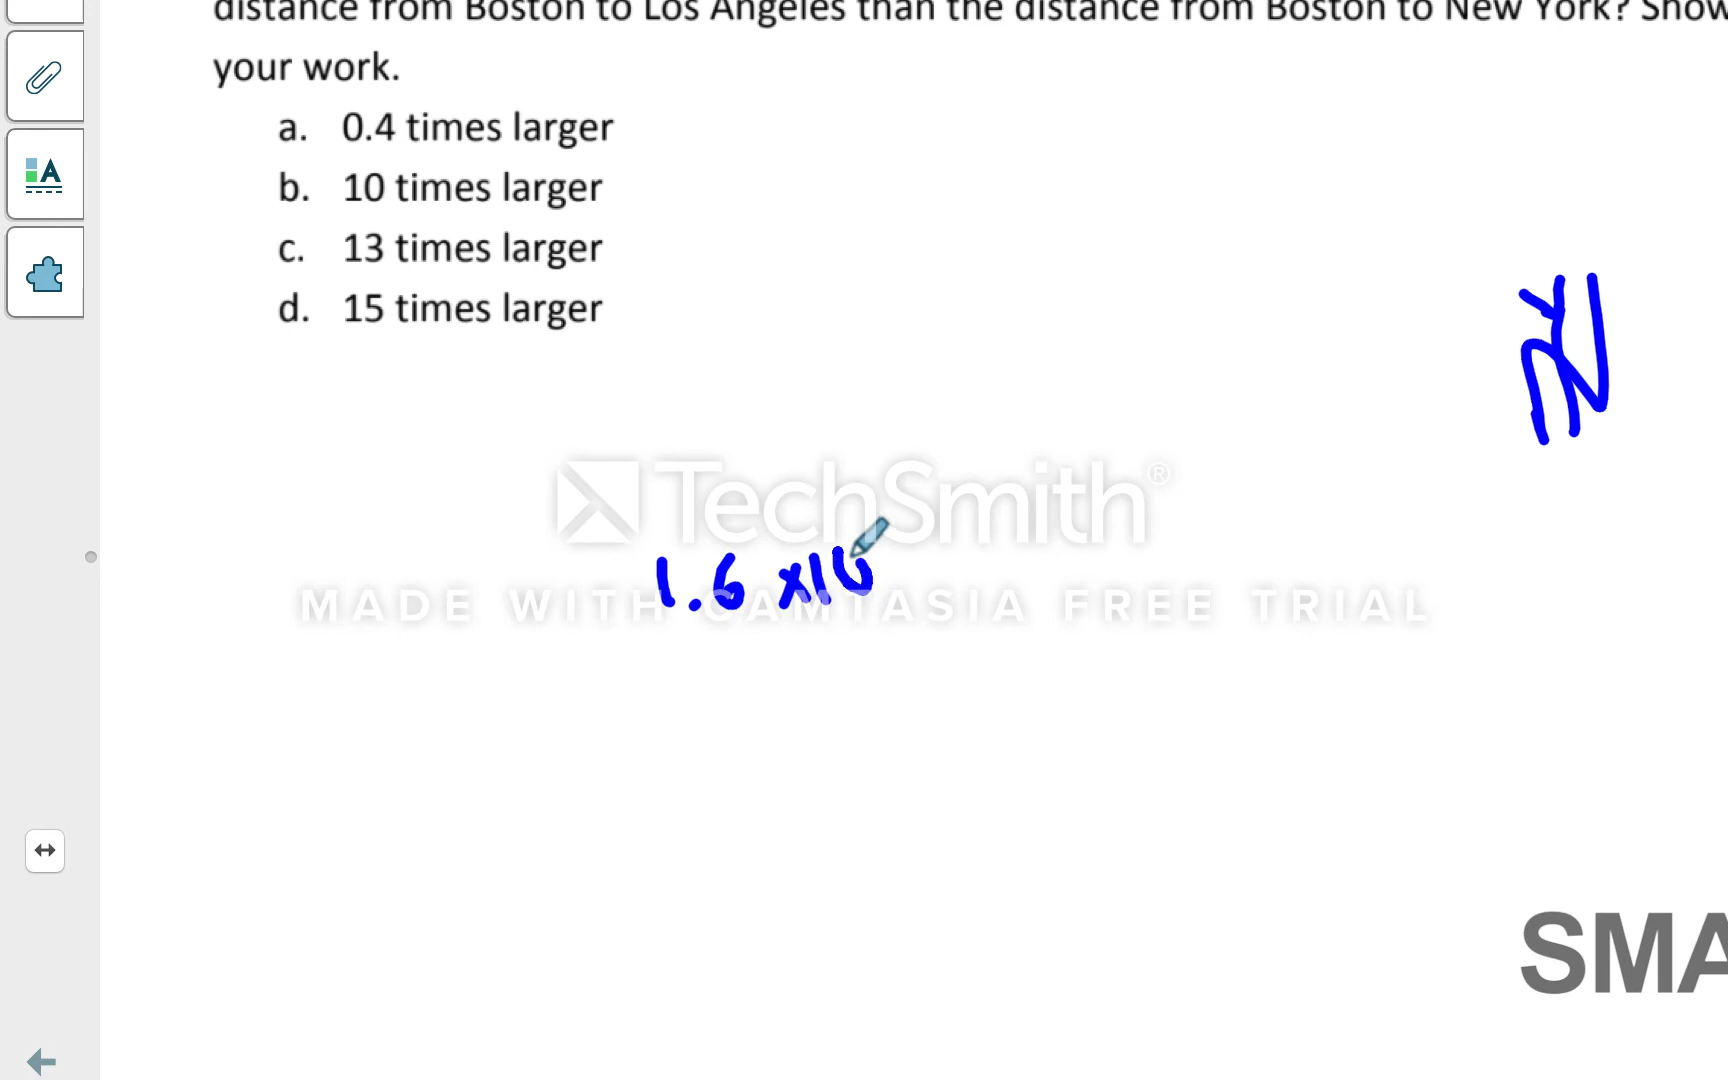 distance from Boston to Los Angeles than the distance from Boston to New York? Show
your work.
a. 0.4 times larger
b. 10 times larger
c. 13 times larger
d. 15 times larger
NY
TechSmith®
1.6 x10
MADE WITH CAMTASIA FREE TRIAL
SMA
A